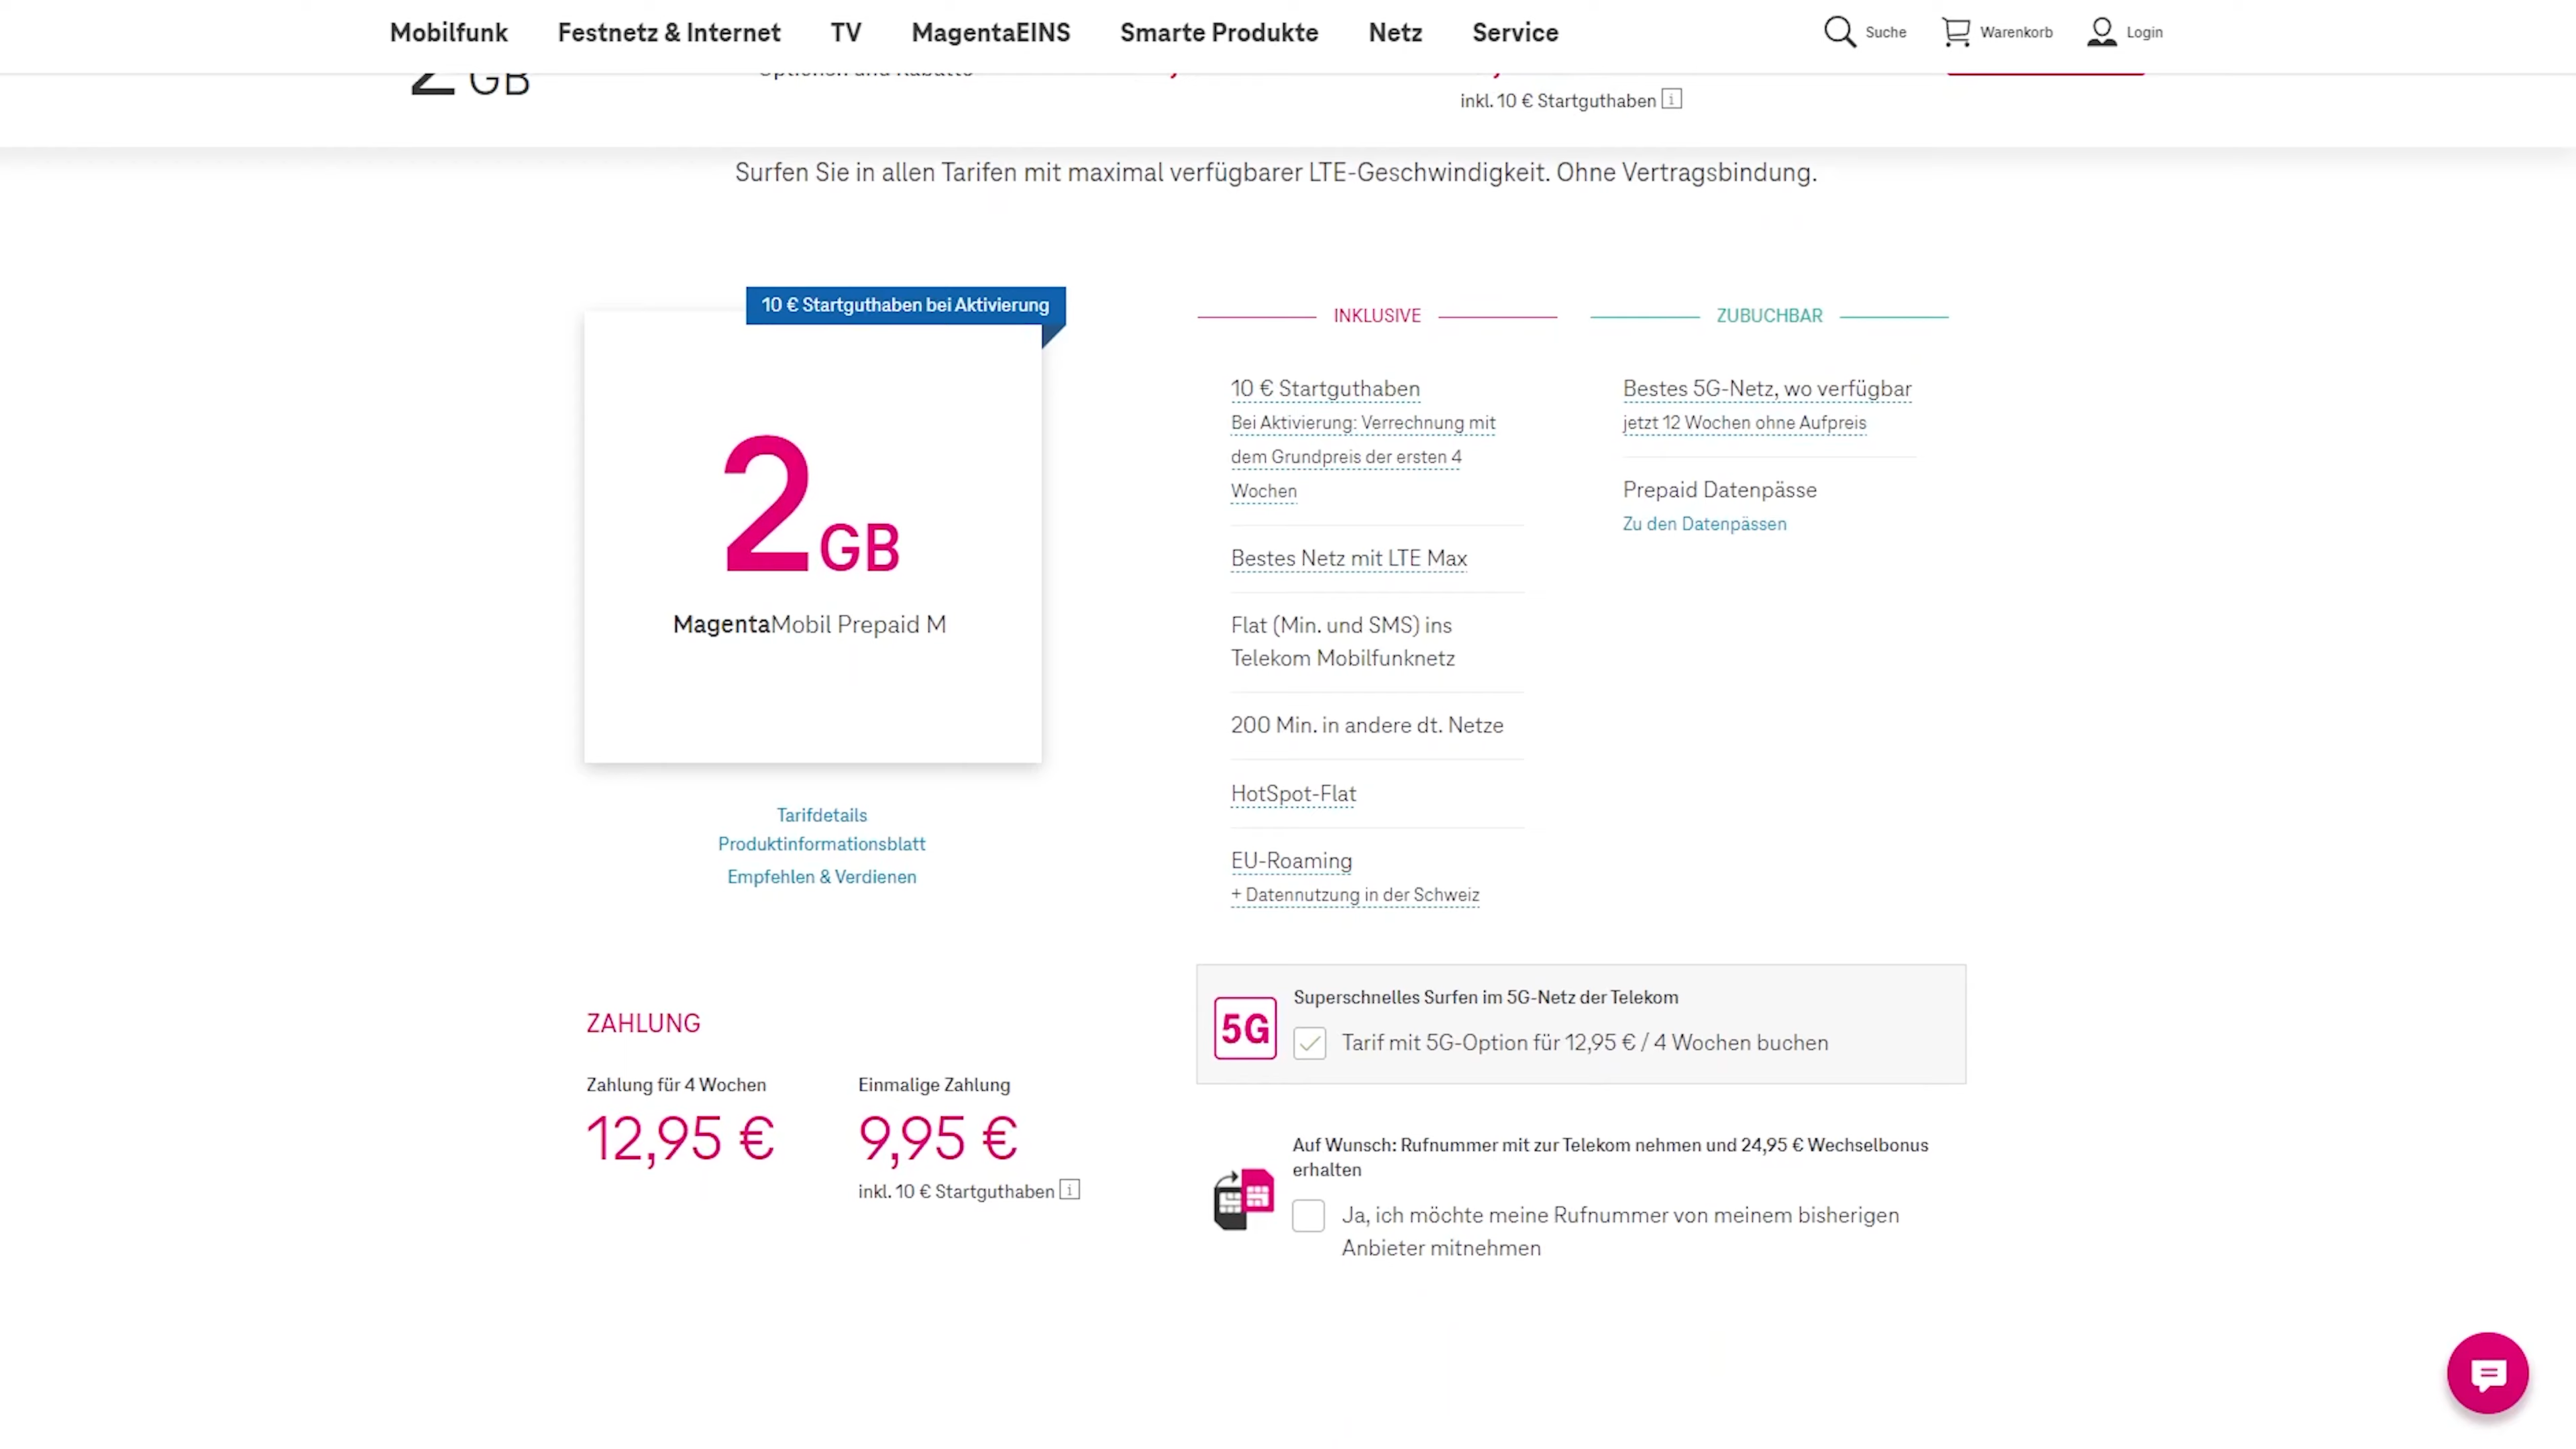 Mobilfunk Festnetz & Internet TV MagentaEINS Smarte Produkte Netz Service Suche Warenkorb Login
2 GB Optionen und Rabatte
inkl. 10 € Startguthaben i
Surfen Sie in allen Tarifen mit maximal verfügbarer LTE-Geschwindigkeit. Ohne Vertragsbindung.
10 € Startguthaben bei Aktivierung
2 GB
MagentaMobil Prepaid M
Tarifdetails
Produktinformationsblatt
Empfehlen & Verdienen
INKLUSIVE
10 € Startguthaben
Bei Aktivierung: Verrechnung mit
dem Grundpreis der ersten 4
Wochen
Bestes Netz mit LTE Max
Flat (Min. und SMS) ins
Telekom Mobilfunknetz
200 Min. in andere dt. Netze
HotSpot-Flat
EU-Roaming
+ Datennutzung in der Schweiz
ZUBUCHBAR
Bestes 5G-Netz, wo verfügbar
jetzt 12 Wochen ohne Aufpreis
Prepaid Datenpässe
Zu den Datenpässen
ZAHLUNG
Zahlung für 4 Wochen
12,95 €
Einmalige Zahlung
9,95 €
inkl. 10 € Startguthaben i
5G
Superschnelles Surfen im 5G-Netz der Telekom
Tarif mit 5G-Option für 12,95 € / 4 Wochen buchen
Auf Wunsch: Rufnummer mit zur Telekom nehmen und 24,95 € Wechselbonus
erhalten
Ja, ich möchte meine Rufnummer von meinem bisherigen
Anbieter mitnehmen